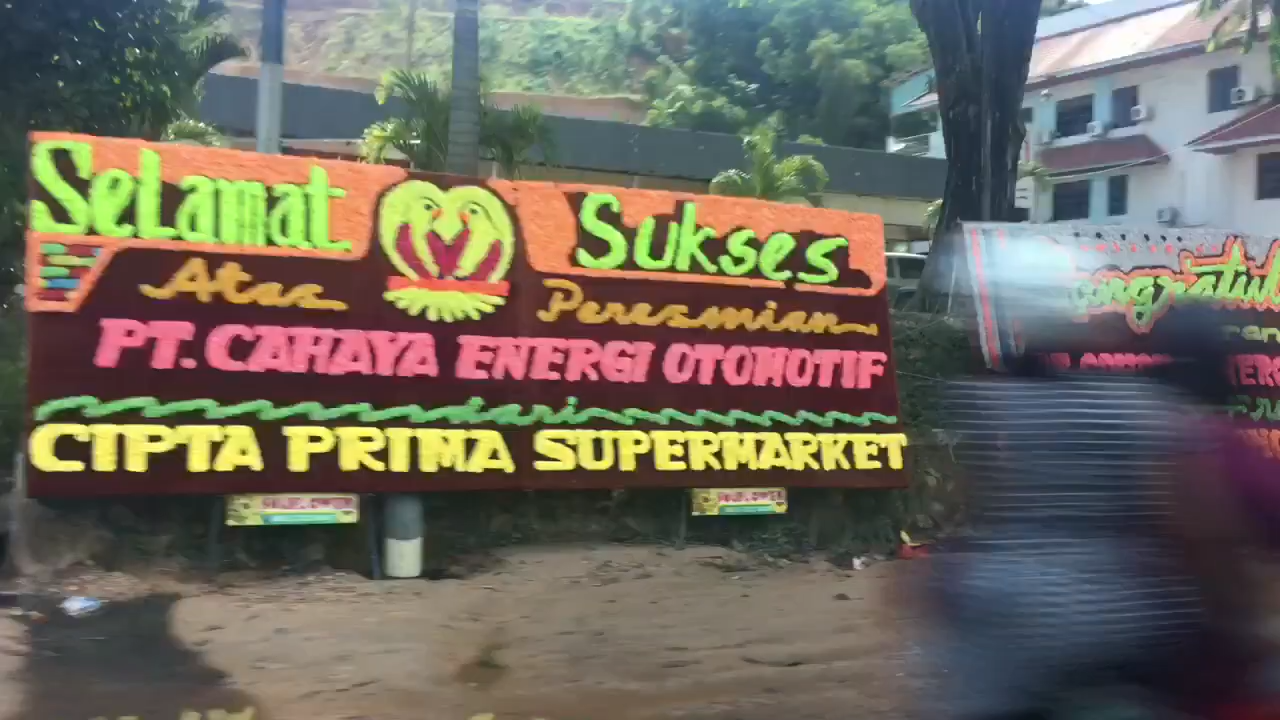 Selamat Sukses
Atas Peresmian
PT. CAHAYA ENERGI OTOMOTIF
dari
CIPTA PRIMA SUPERMARKET